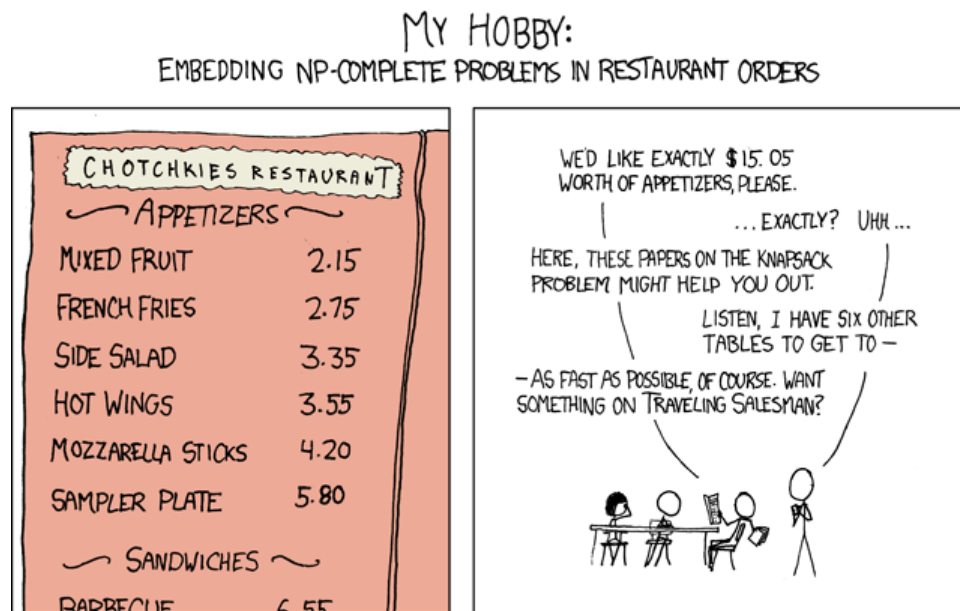 MY HOBBY:
EMBEDDING NP-COMPLETE PROBLEMS IN RESTAURANT ORDERS
CHOTCHKIES RESTAURANT
APPETIZERS
MIXED FRUIT 2.15
FRENCH FRIES 2.75
SIDE SALAD 3.35
HOT WINGS 3.55
MOZZARELLA STICKS 4.20
SAMPLER PLATE 5.80
SANDWICHES
BARBECUE 6.55
WE'D LIKE EXACTLY $15.05
WORTH OF APPETIZERS, PLEASE.
...EXACTLY? UHH...
HERE, THESE PAPERS ON THE KNAPSACK
PROBLEM MIGHT HELP YOU OUT.
LISTEN, I HAVE SIX OTHER
TABLES TO GET TO —
— AS FAST AS POSSIBLE, OF COURSE. WANT
SOMETHING ON TRAVELING SALESMAN?